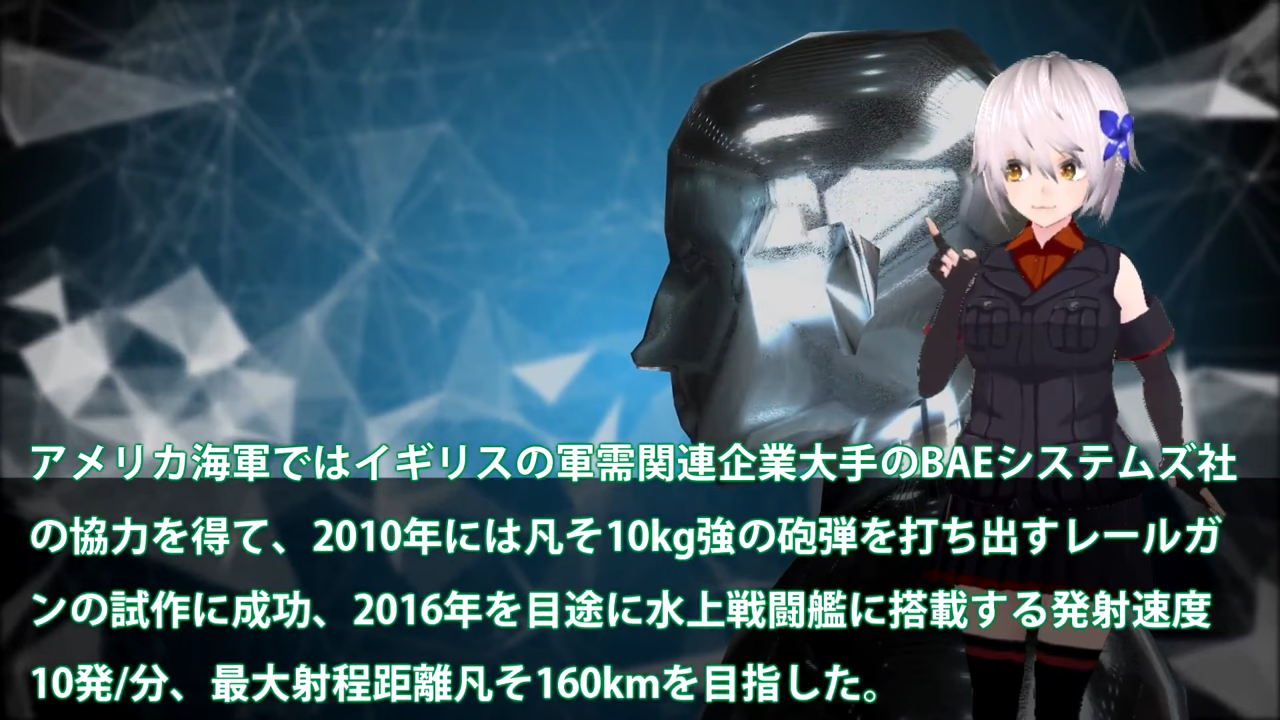 アメリカ海軍ではイギリスの軍需関連企業大手のBAEシステムズ社
の協力を得て、2010年には凡そ10kg強の砲弾を打ち出すレールガ
ンの試作に成功、2016年を目途に水上戦闘艦に搭載する発射速度
10発/分、最大射程距離凡そ160kmを目指した。